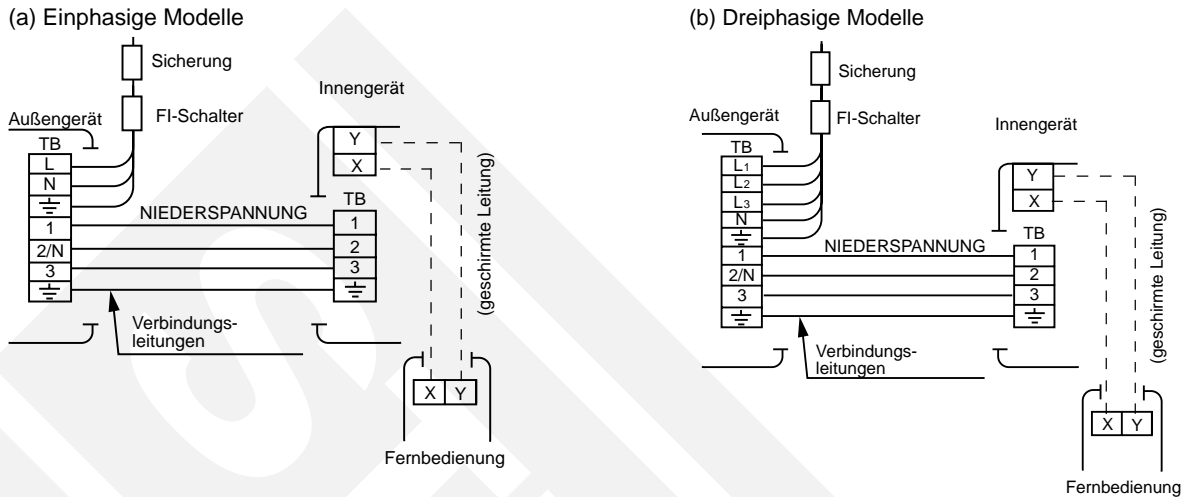 (a) Einphasige Modelle
Sicherung
FI-Schalter
Außengerät
Innengerät
TB
L
N
1
2/N
3
NIEDERSPANNUNG
Y
X
TB
1
2
3
(geschirmte Leitung)
Verbindungs-
leitungen
X Y
Fernbedienung
(b) Dreiphasige Modelle
Sicherung
FI-Schalter
Außengerät
Innengerät
TB
L1
L2
L3
N
1
2/N
3
NIEDERSPANNUNG
Y
X
TB
1
2
3
(geschirmte Leitung)
Verbindungs-
leitungen
X Y
Fernbedienung